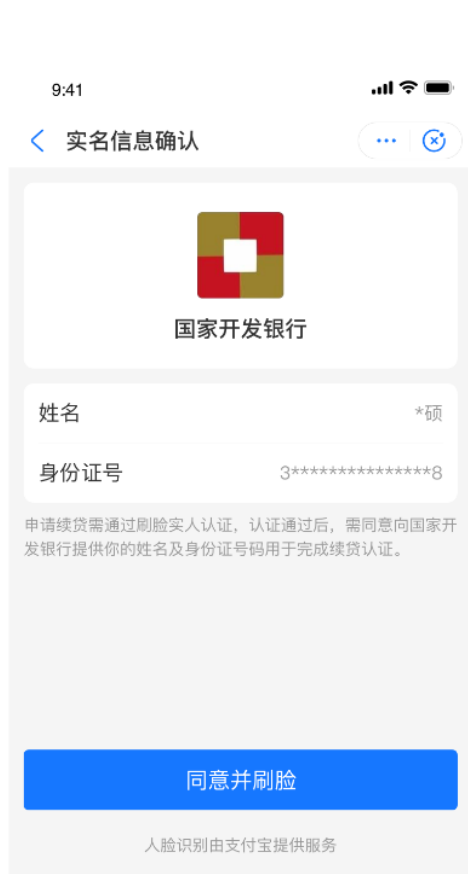 9:41
实名信息确认
国家开发银行
姓名 *硕
身份证号 3****************8
申请续贷需通过刷脸实人认证，认证通过后，需同意向国家开
发银行提供你的姓名及身份证号码用于完成续贷认证。
同意并刷脸
人脸识别由支付宝提供服务